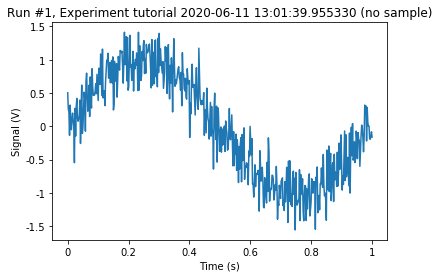 Run #1, Experiment tutorial 2020-06-11 13:01:39.955330 (no sample)
1.5
1
0.5
0
-0.5
-1
-1.5
Signal (V)
0 0.2 0.4 0.6 0.8 1
Time (s)